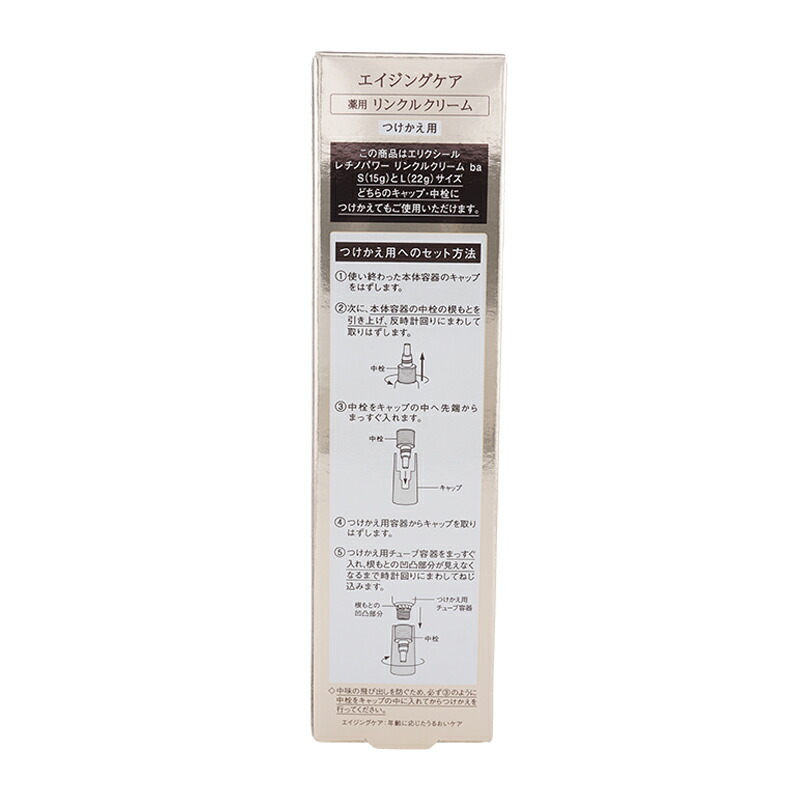 エイジングケア
薬用 リンクルクリーム
つけかえ用
この商品はエリクシール
レチノパワー リンクルクリーム ba
S(15g)とL(22g)サイズ
どちらのキャップ・中栓に
つけかえてもご使用いただけます。
つけかえ用へのセット方法
①使い終わった本体容器のキャップ
をはずします。
②次に、本体容器の中栓の根もとを
引き上げ、反時計回りにまわして
取りはずします。
中栓
③中栓をキャップの中へ先端から
まっすぐ入れます。
中栓
キャップ
④つけかえ用容器からキャップを取り
はずします。
⑤つけかえ用チューブ容器をまっすぐ
入れ、根もとの凹凸部分が見えなく
なるまで時計回りにまわしてねじ
込みます。
根もとの
凹凸部分
つけかえ用
チューブ容器
中栓
◇中味の飛び出しを防ぐため、必ず③のように
中栓をキャップの中に入れてからつけかえを
行ってください。
エイジングケア：年齢に応じたうるおいケア